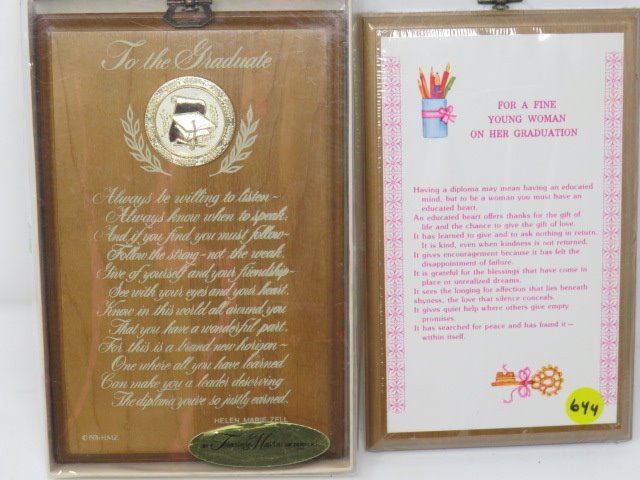 To the Graduate
Always be willing to listen~
Always know when to speak.
And if you find you must follow~
Follow the strong - not the weak.
Give of yourself and your friendship~
See with your eyes and your heart.
Know in this world all around you
That you have a wonderful part.
For this is a brand new horizon~
One where all you have learned
Can make you a leader deserving
The diploma you've so justly earned.
HELEN MARIE ZELL
©1976 H.M.Z.
FOR A FINE
YOUNG WOMAN
ON HER GRADUATION
Having a diploma may mean having an educated
mind, but to be a woman you must have an
educated heart.
An educated heart offers thanks for the gift of
life and the chance to give the gift of love.
It has learned to give and to ask nothing in return.
It is kind, even when kindness is not returned.
It gives encouragement because it has felt the
disappointment of failure.
It is grateful for the blessings that have come in
place or unrealized dreams.
It sees the longing for affection that lies beneath
shyness, the love that silence conceals.
It gives quiet help where others give empty
promises.
It has searched for peace and has found it—
within itself.
644